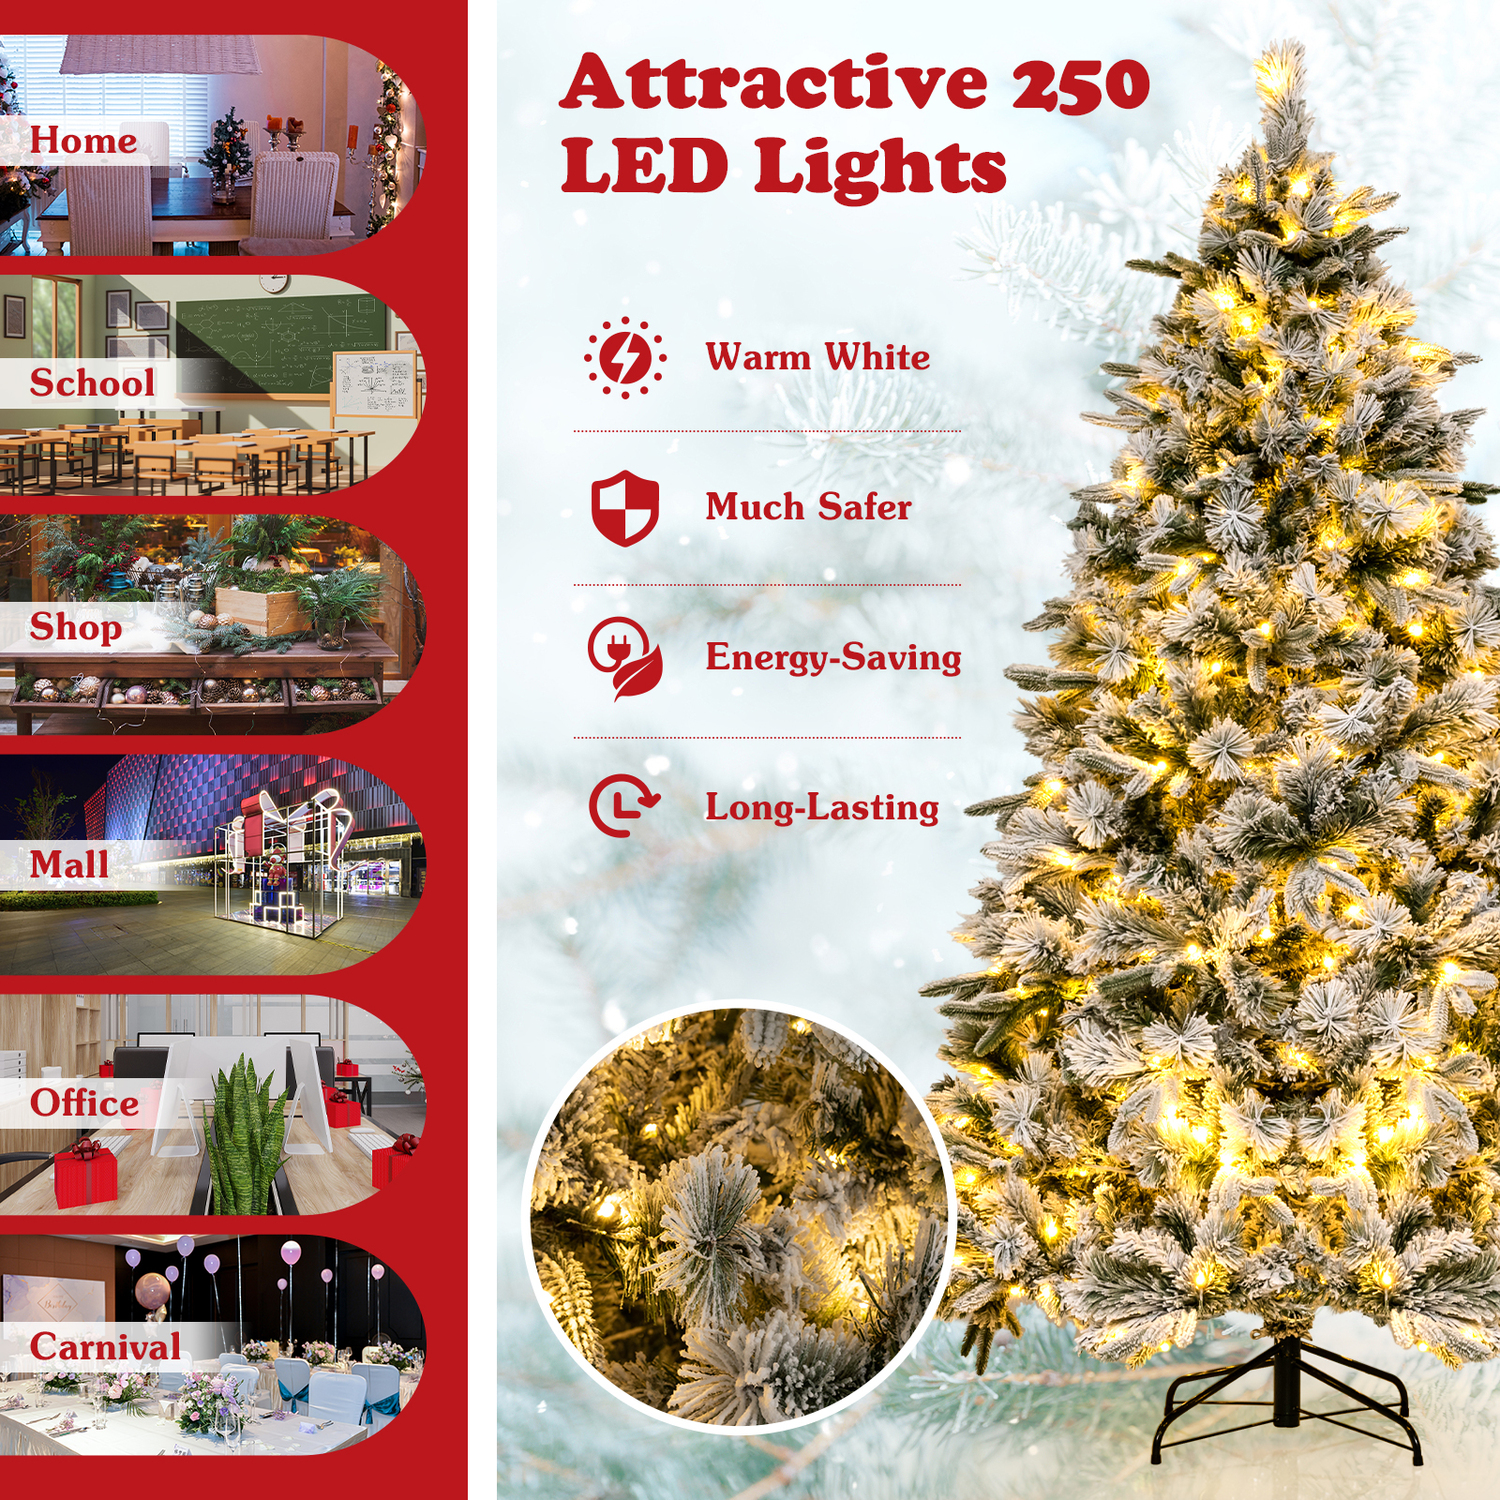 Home
School
Shop
Mall
Office
Carnival
Attractive 250
LED Lights
Warm White
Much Safer
Energy-Saving
Long-Lasting